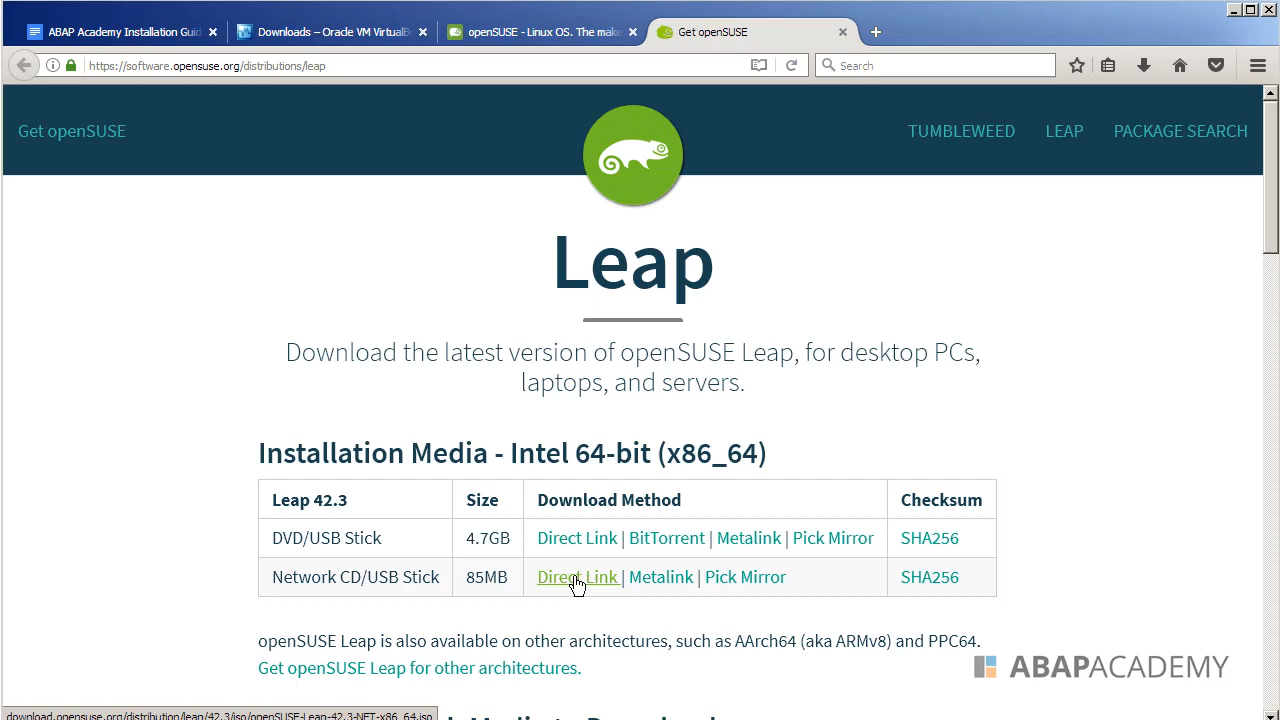 ABAP Academy Installation Guid
Downloads – Oracle VM VirtualB
openSUSE - Linux OS. The make
Get openSUSE
https://software.opensuse.org/distributions/leap
Search
Get openSUSE
TUMBLEWEED LEAP PACKAGE SEARCH
Leap
Download the latest version of openSUSE Leap, for desktop PCs,
laptops, and servers.
Installation Media - Intel 64-bit (x86_64)
Leap 42.3 Size Download Method Checksum
DVD/USB Stick 4.7GB Direct Link | BitTorrent | Metalink | Pick Mirror SHA256
Network CD/USB Stick 85MB Direct Link | Metalink | Pick Mirror SHA256
openSUSE Leap is also available on other architectures, such as AArch64 (aka ARMv8) and PPC64.
Get openSUSE Leap for other architectures.
ABAPACADEMY
download.opensuse.org/distribution/leap/42.3/iso/openSUSE-Leap-42.3-NET-x86_64.iso